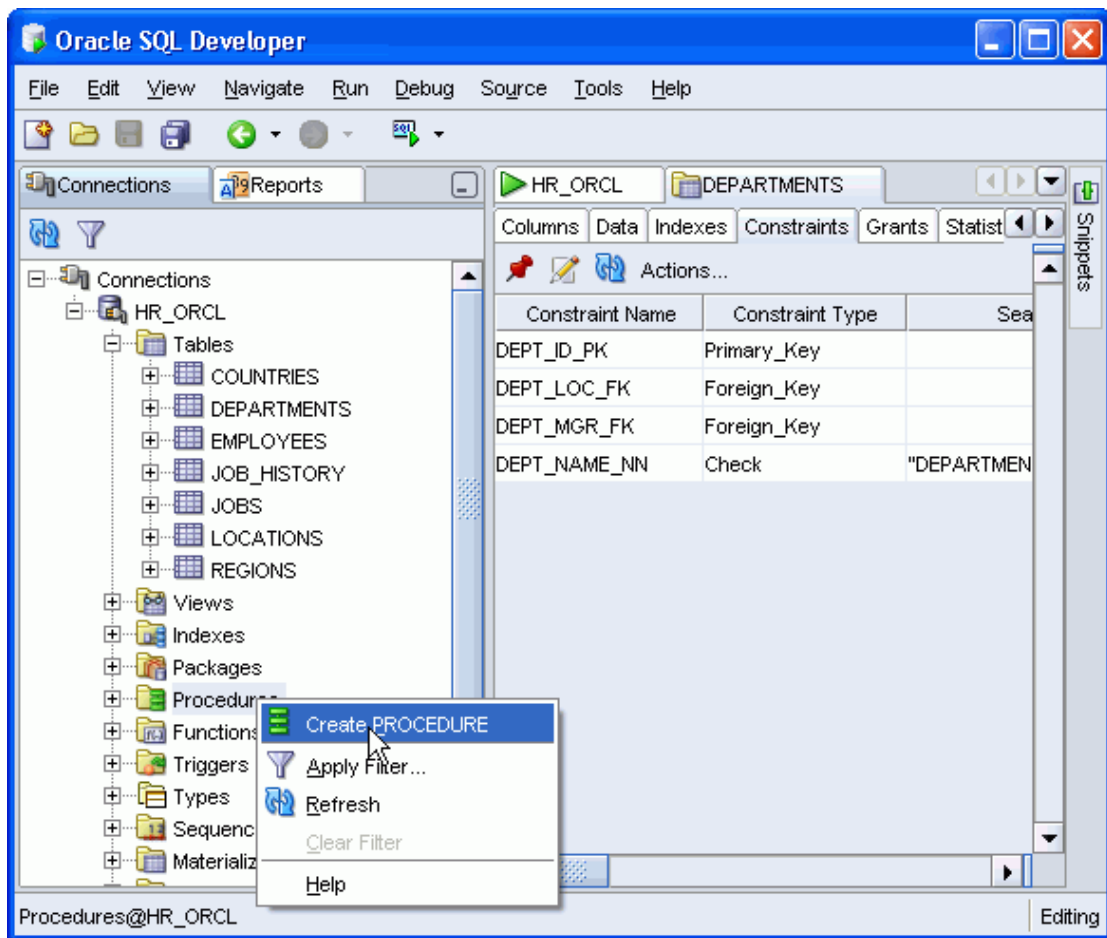 Oracle SQL Developer
File Edit View Navigate Run Debug Source Tools Help
SQL
Connections Reports HR_ORCL DEPARTMENTS
Columns Data Indexes Constraints Grants Statist
Snippets
Actions...
Connections
HR_ORCL
Tables
COUNTRIES
DEPARTMENTS
EMPLOYEES
JOB_HISTORY
JOBS
LOCATIONS
REGIONS
Views
Indexes
Packages
Procedures
Functions
Triggers
Types
Sequenc
Materializ
Constraint Name Constraint Type Sea
DEPT_ID_PK Primary_Key
DEPT_LOC_FK Foreign_Key
DEPT_MGR_FK Foreign_Key
DEPT_NAME_NN Check "DEPARTMEN
Create PROCEDURE
Apply Filter...
Refresh
Clear Filter
Help
Procedures@HR_ORCL Editing